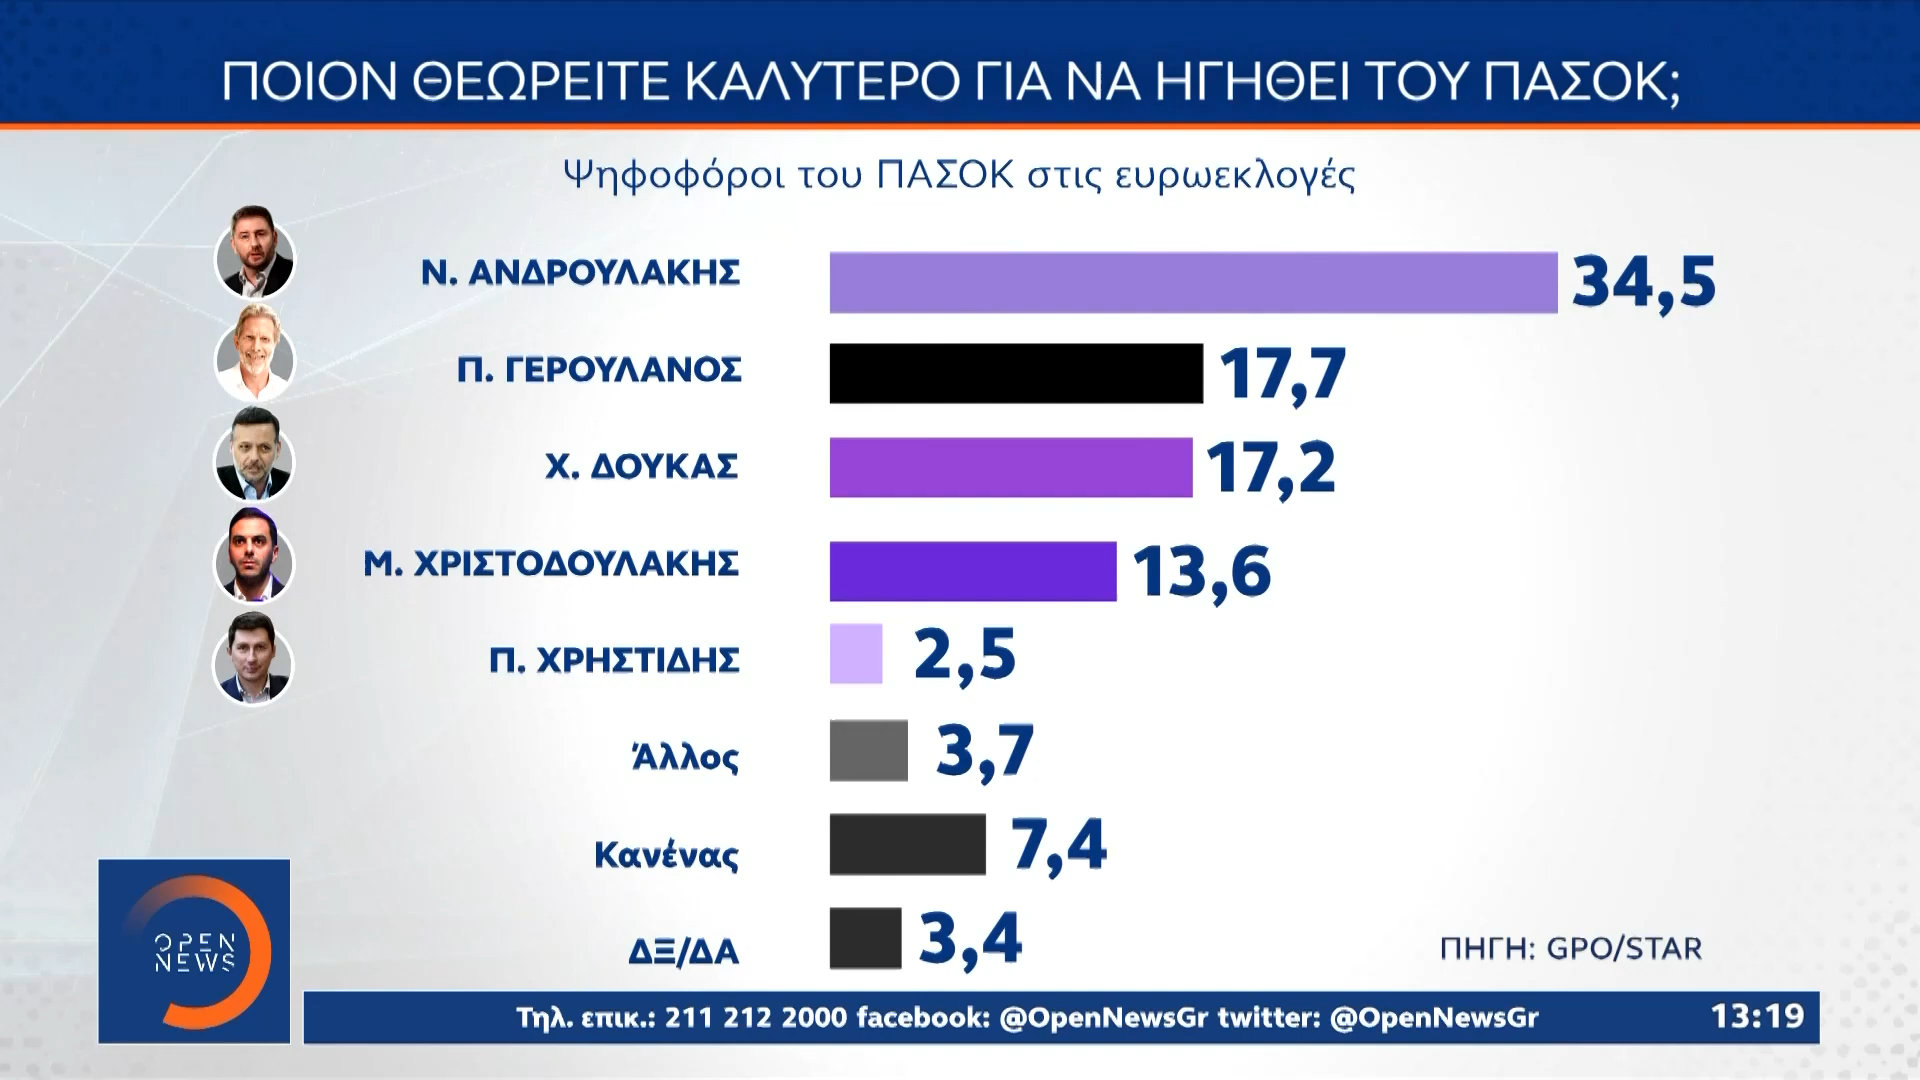 ΠΟΙΟΝ ΘΕΩΡΕΙΤΕ ΚΑΛΥΤΕΡΟ ΓΙΑ ΝΑ ΗΓΗΘΕΙ ΤΟΥ ΠΑΣΟΚ;
Ψηφοφόροι του ΠΑΣΟΚ στις ευρωεκλογές
Ν. ΑΝΔΡΟΥΛΑΚΗΣ 34,5
Π. ΓΕΡΟΥΛΑΝΟΣ 17,7
Χ. ΔΟΥΚΑΣ 17,2
Μ. ΧΡΙΣΤΟΔΟΥΛΑΚΗΣ 13,6
Π. ΧΡΗΣΤΙΔΗΣ 2,5
Άλλος 3,7
Κανένας 7,4
ΔΞ/ΔΑ 3,4
ΠΗΓΗ: GPO/STAR
OPEN
NEWS
Τηλ. επικ.: 211 212 2000 facebook: @OpenNewsGr twitter: @OpenNewsGr 13:19